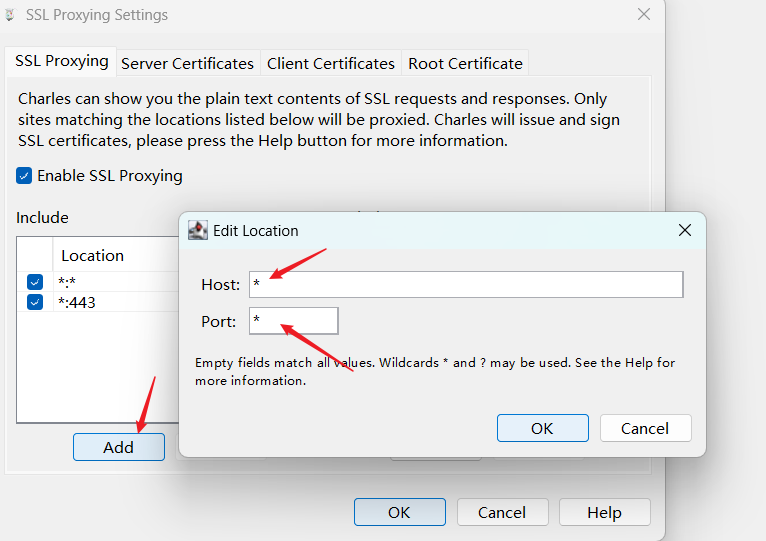 SSL Proxying Settings
SSL Proxying
Server Certificates
Client Certificates
Root Certificate
Charles can show you the plain text contents of SSL requests and responses. Only
sites matching the locations listed below will be proxied. Charles will issue and sign
SSL certificates, please press the Help button for more information.
Enable SSL Proxying
Include
Location
*:*
*:443
Add
Edit Location
Host:
*
Port:
*
Empty fields match all values. Wildcards * and ? may be used. See the Help for
more information.
OK
Cancel
OK
Cancel
Help